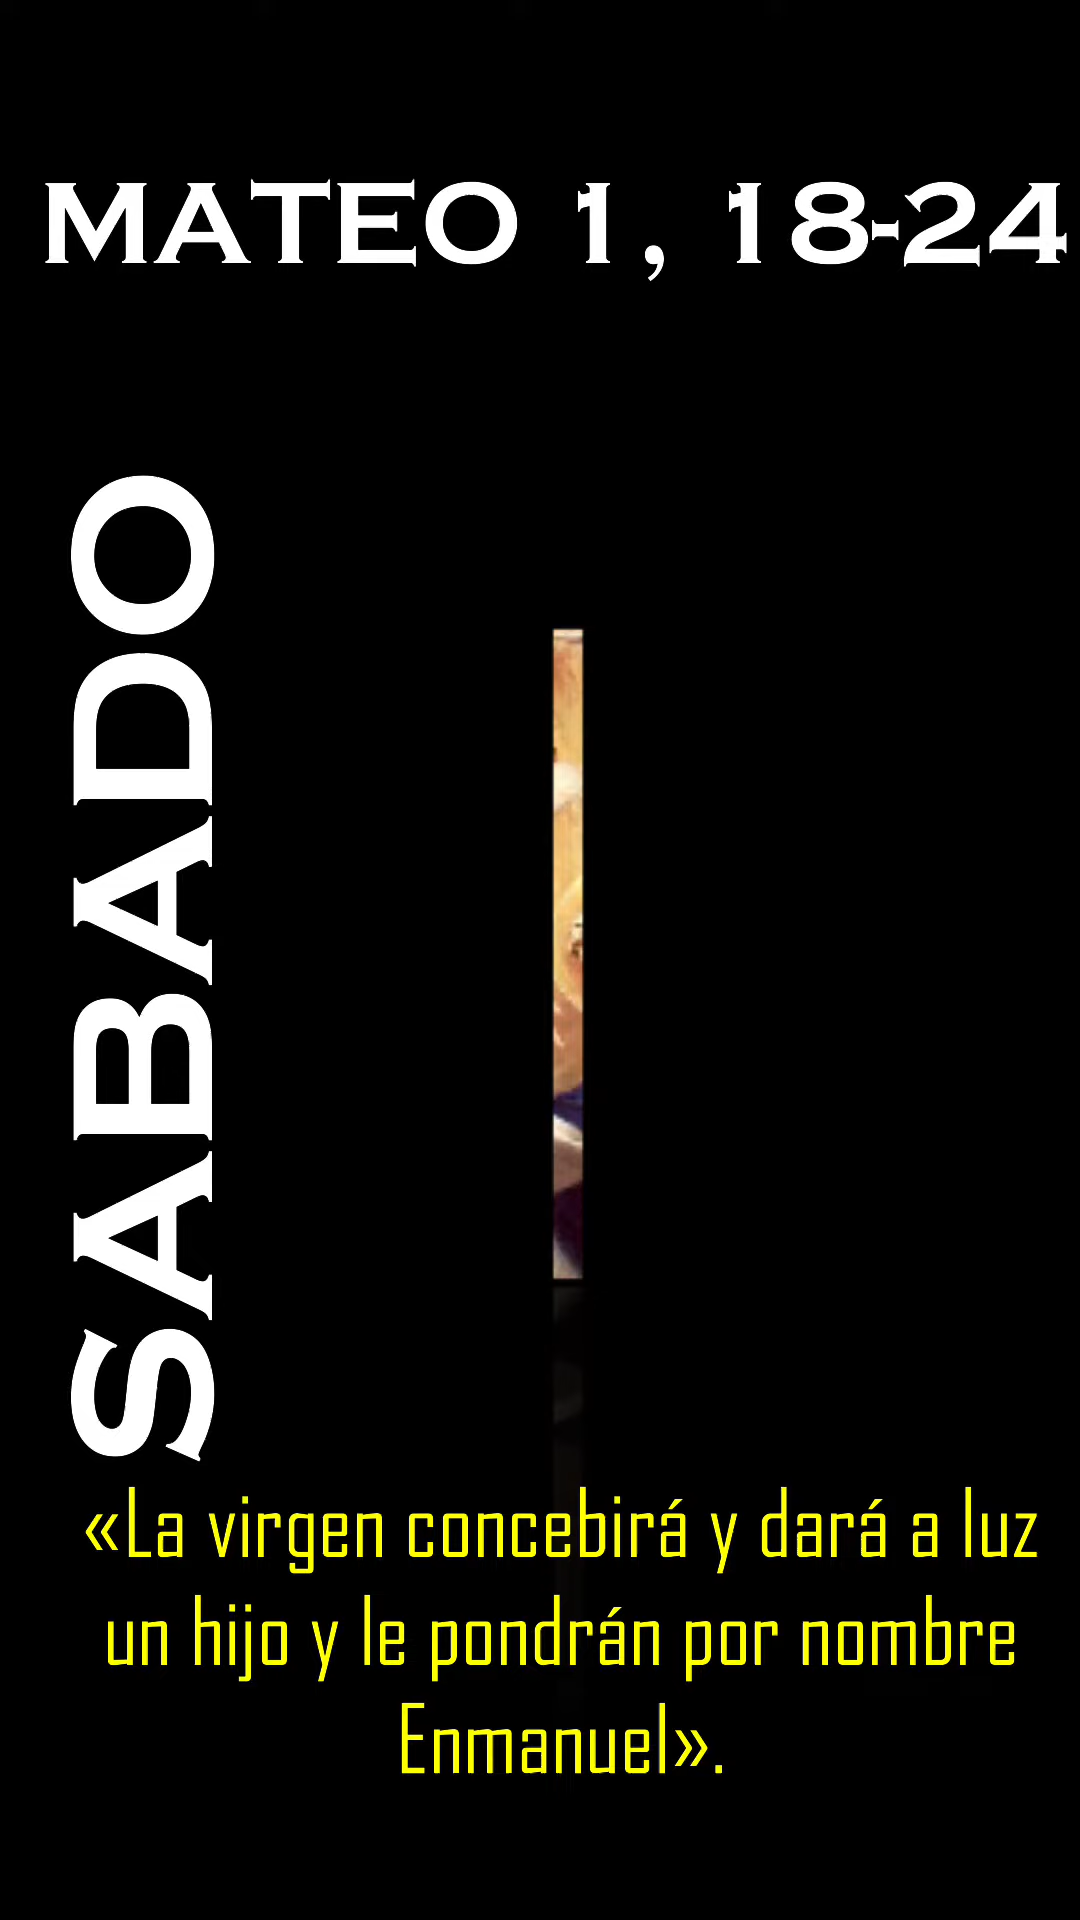 MATEO 1, 18-24
SABADO
«La virgen concebirá y dará a luz
un hijo y le pondrán por nombre
Enmanuel».